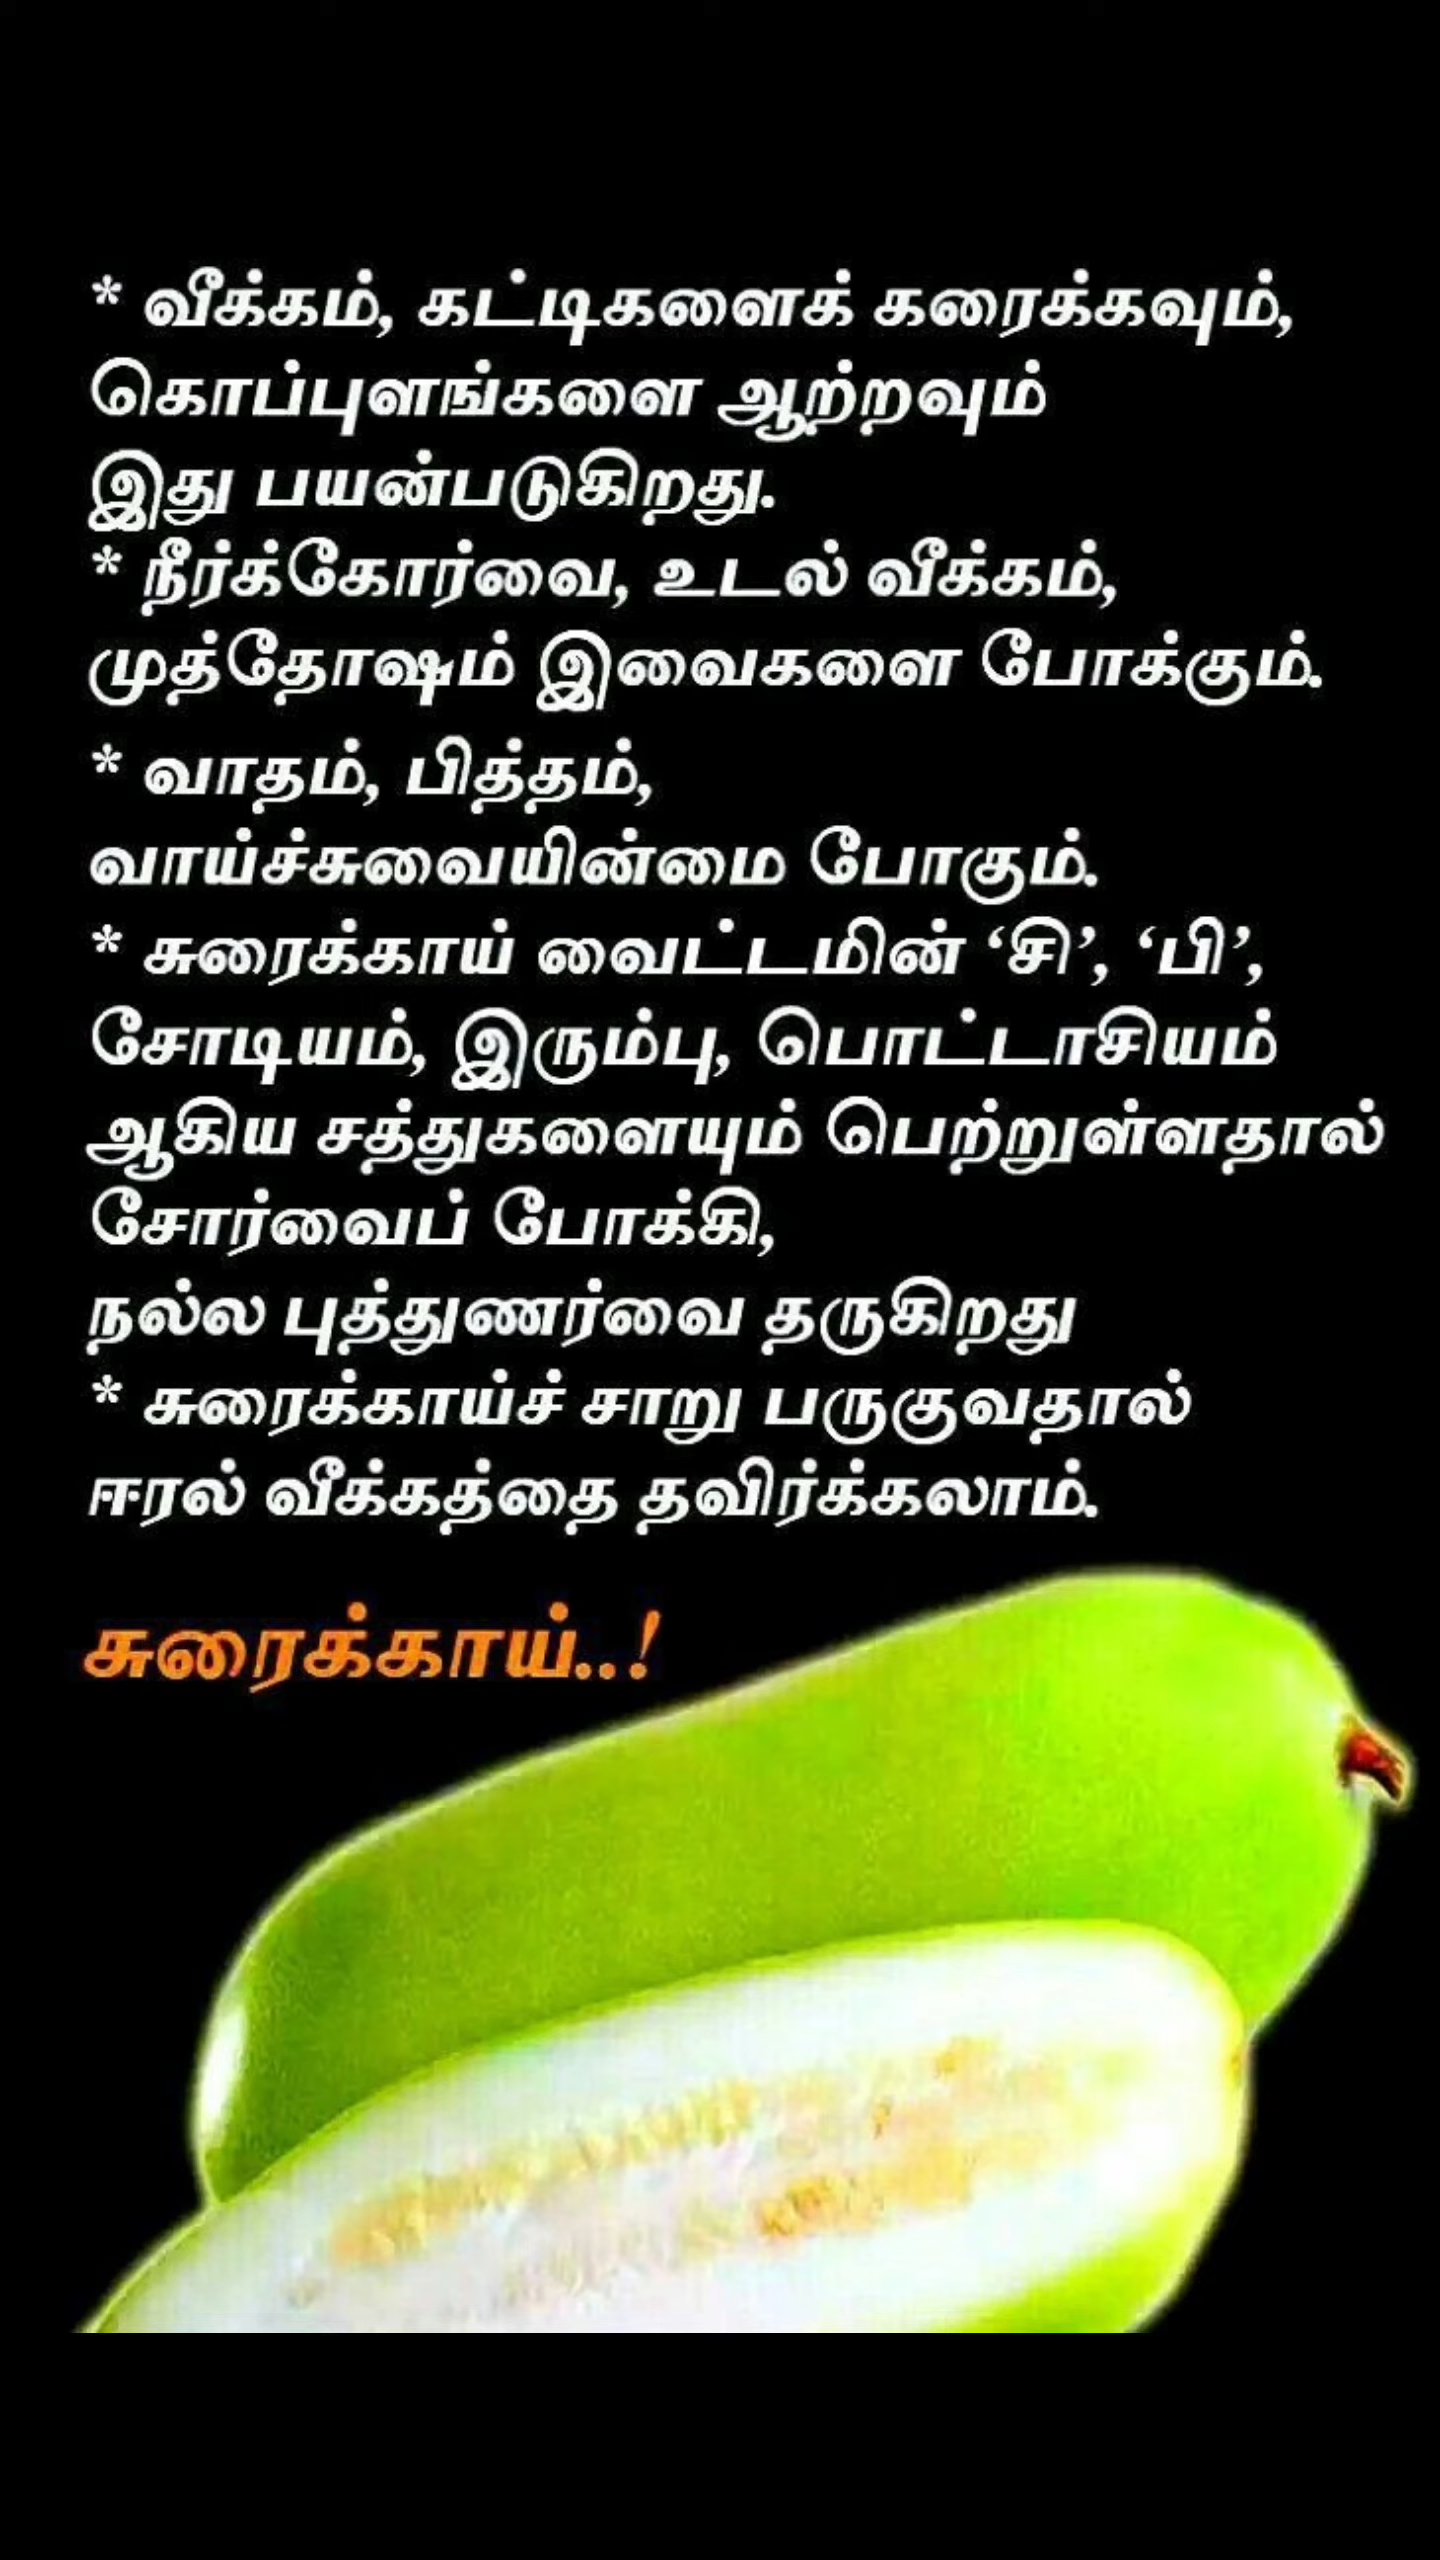 * வீக்கம், கட்டிகளைக் கரைக்கவும்,
கொப்புளங்களை ஆற்றவும்
இது பயன்படுகிறது.
* நீர்க்கோர்வை, உடல் வீக்கம்,
முத்தோஷம் இவைகளை போக்கும்.
* வாதம், பித்தம்,
வாய்ச்சுவையின்மை போகும்.
* சுரைக்காய் வைட்டமின் ‘சி’, ‘பி’,
சோடியம், இரும்பு, பொட்டாசியம்
ஆகிய சத்துகளையும் பெற்றுள்ளதால்
சோர்வைப் போக்கி,
நல்ல புத்துணர்வை தருகிறது
* சுரைக்காய்ச் சாறு பருகுவதால்
ஈரல் வீக்கத்தை தவிர்க்கலாம்.
சுரைக்காய்..!